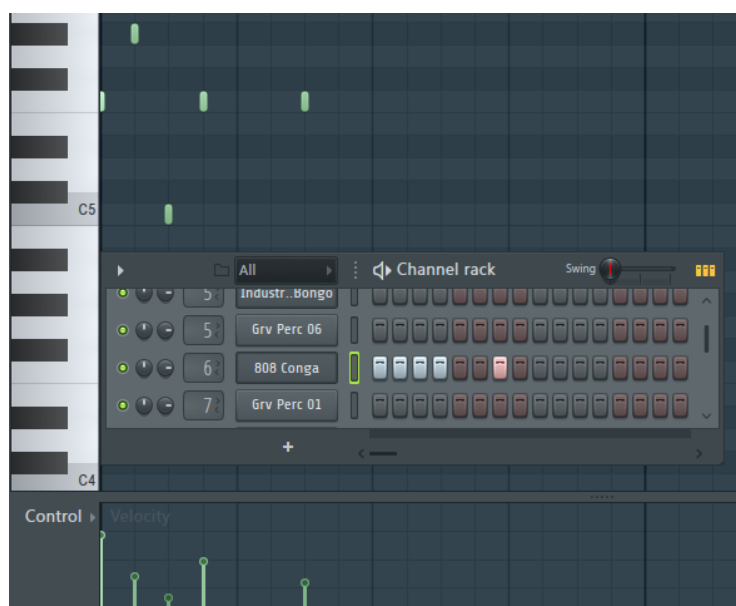 C5
All
Channel rack
Swing
5
Industr..Bongo
5
Grv Perc 06
6
808 Conga
7
Grv Perc 01
+
C4
Control
Velocity